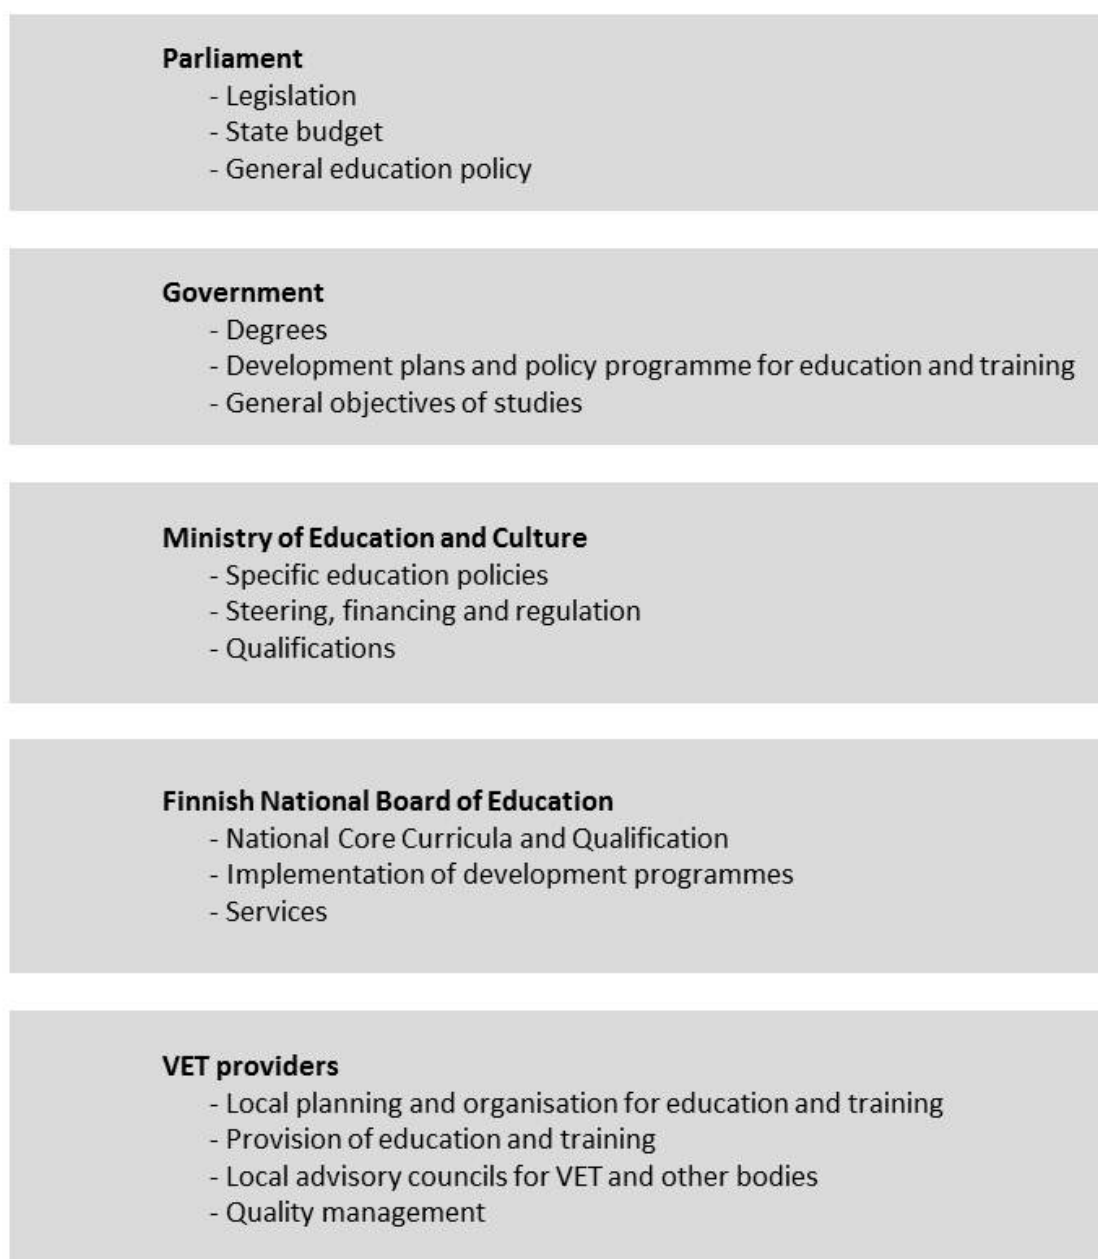 Parliament
- Legislation
- State budget
- General education policy
Government
- Degrees
- Development plans and policy programme for education and training
- General objectives of studies
Ministry of Education and Culture
- Specific education policies
- Steering, financing and regulation
- Qualifications
Finnish National Board of Education
- National Core Curricula and Qualification
- Implementation of development programmes
- Services
VET providers
- Local planning and organisation for education and training
- Provision of education and training
- Local advisory councils for VET and other bodies
- Quality management